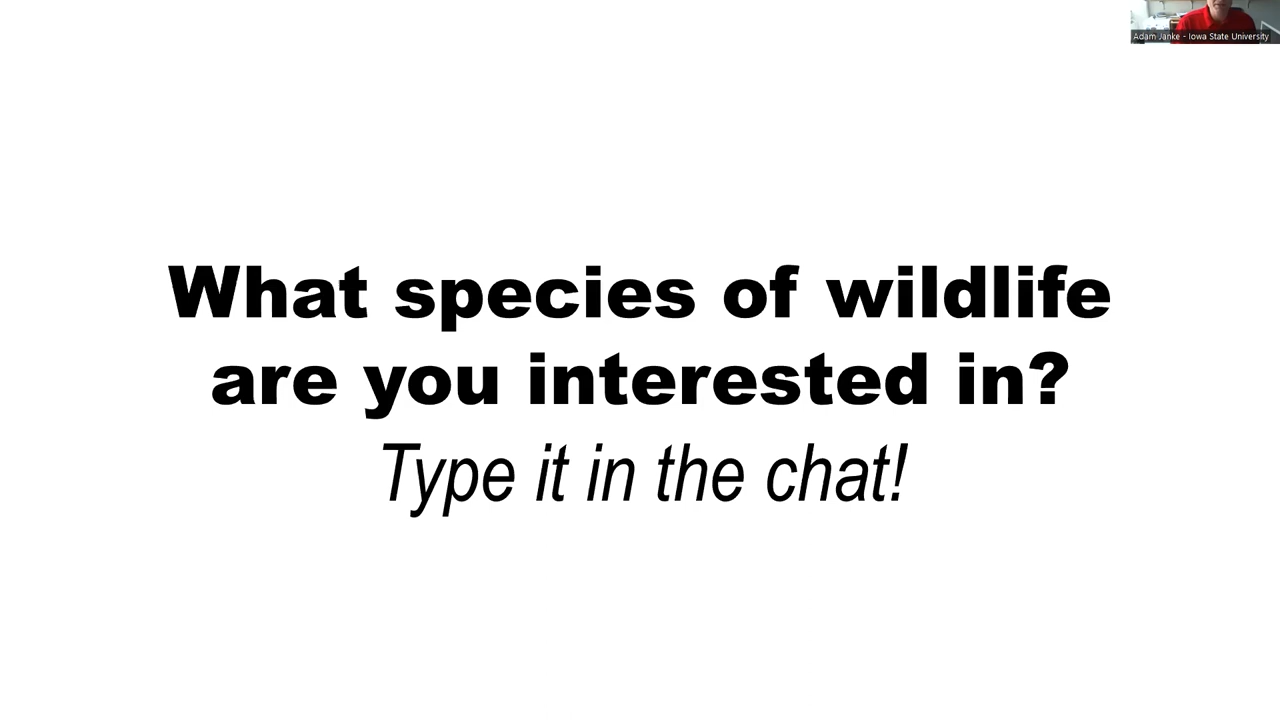 Adam Janke - Iowa State University
What species of wildlife
are you interested in?
Type it in the chat!